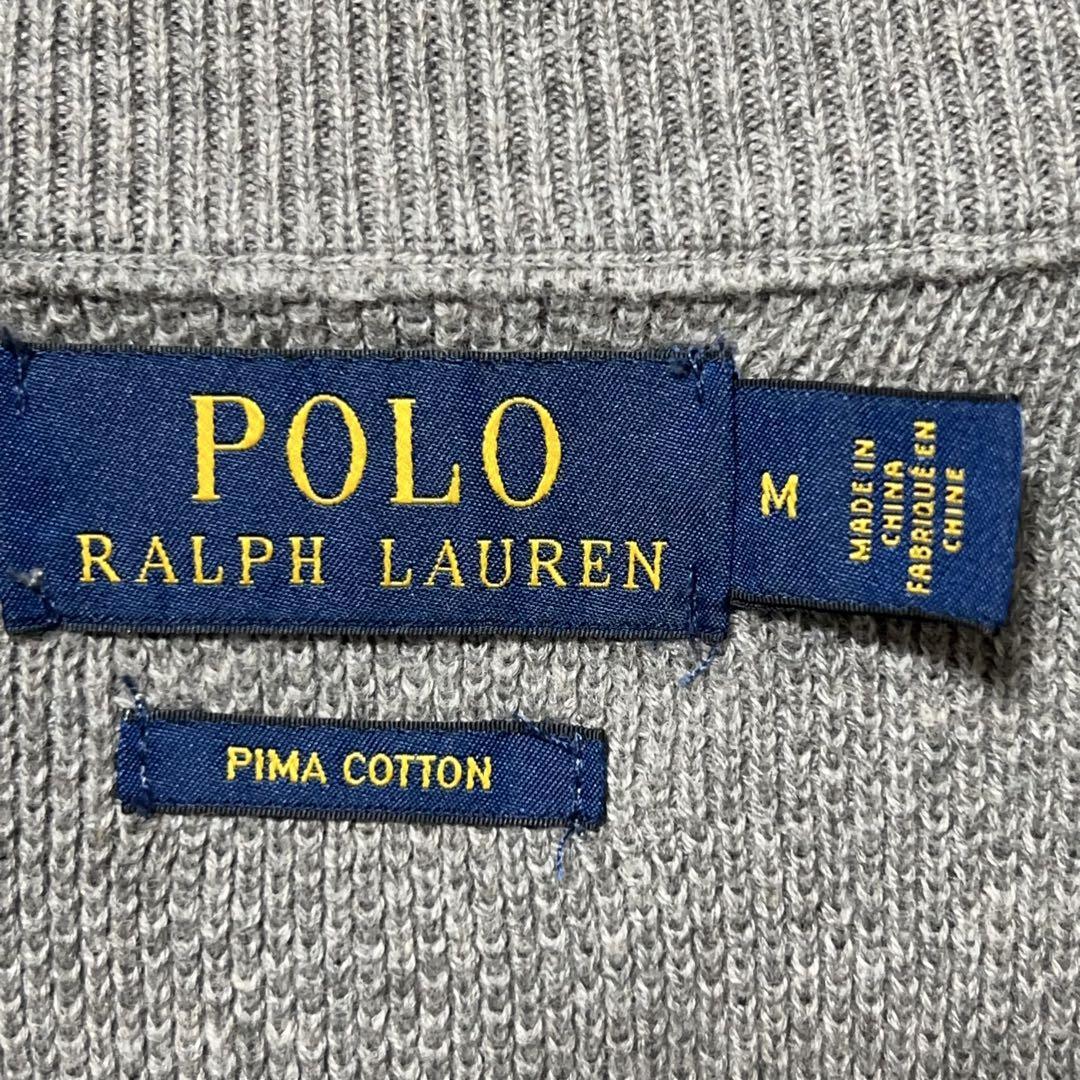 POLO
RALPH LAUREN
M
MADE IN
CHINA
FABRIQUÉ EN
CHINE
PIMA COTTON